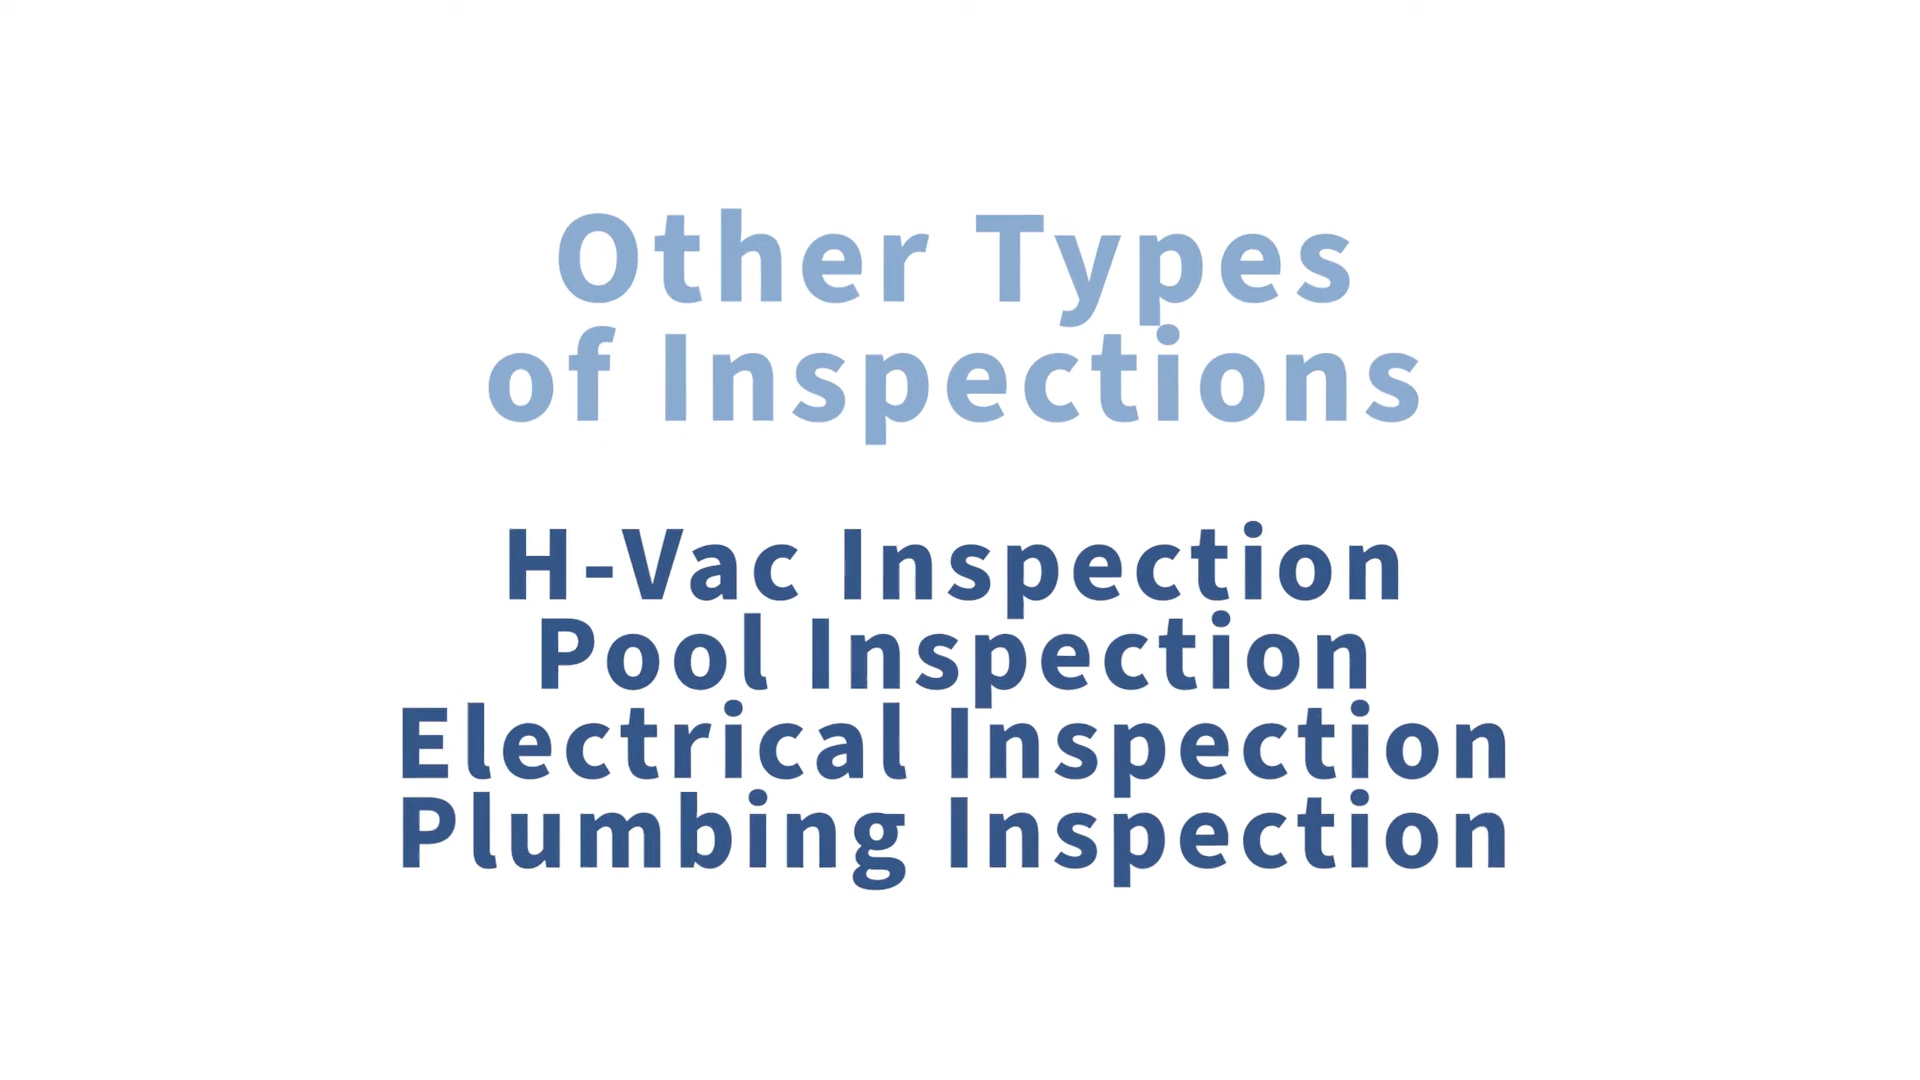 Other Types
of Inspections
H-Vac Inspection
Pool Inspection
Electrical Inspection
Plumbing Inspection